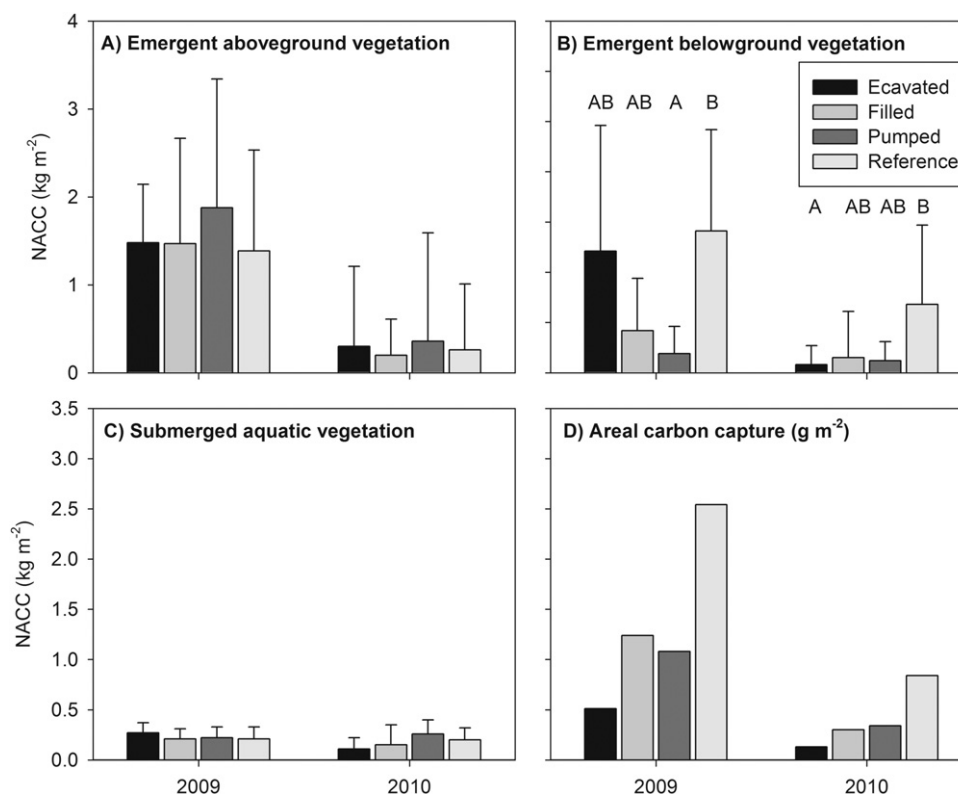 4
A) Emergent aboveground vegetation
3
2
1
0
NACC (kg m⁻²)
B) Emergent belowground vegetation
Ecavated
Filled
Pumped
Reference
AB AB A B
A AB AB B
3.5
3.0
2.5
2.0
1.5
1.0
0.5
0.0
NACC (kg m⁻²)
C) Submerged aquatic vegetation
2009 2010
D) Areal carbon capture (g m⁻²)
2009 2010